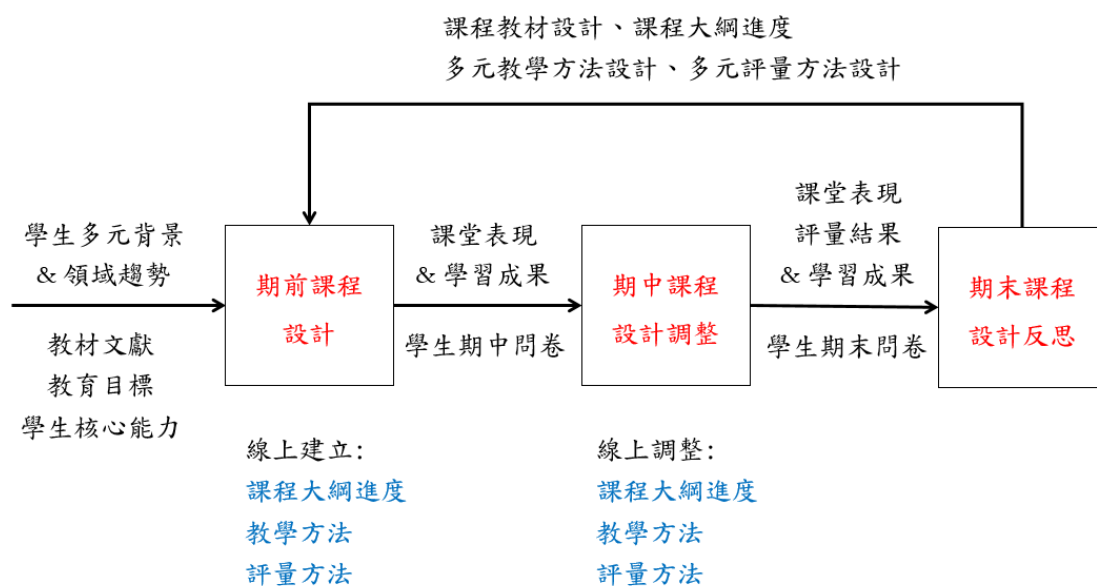 課程教材設計、課程大綱進度
多元教學方法設計、多元評量方法設計
學生多元背景
& 領域趨勢
教材文獻
教育目標
學生核心能力
期前課程
設計
課堂表現
& 學習成果
學生期中問卷
期中課程
設計調整
課堂表現
評量結果
& 學習成果
學生期末問卷
期末課程
設計反思
線上建立:
課程大綱進度
教學方法
評量方法
線上調整:
課程大綱進度
教學方法
評量方法